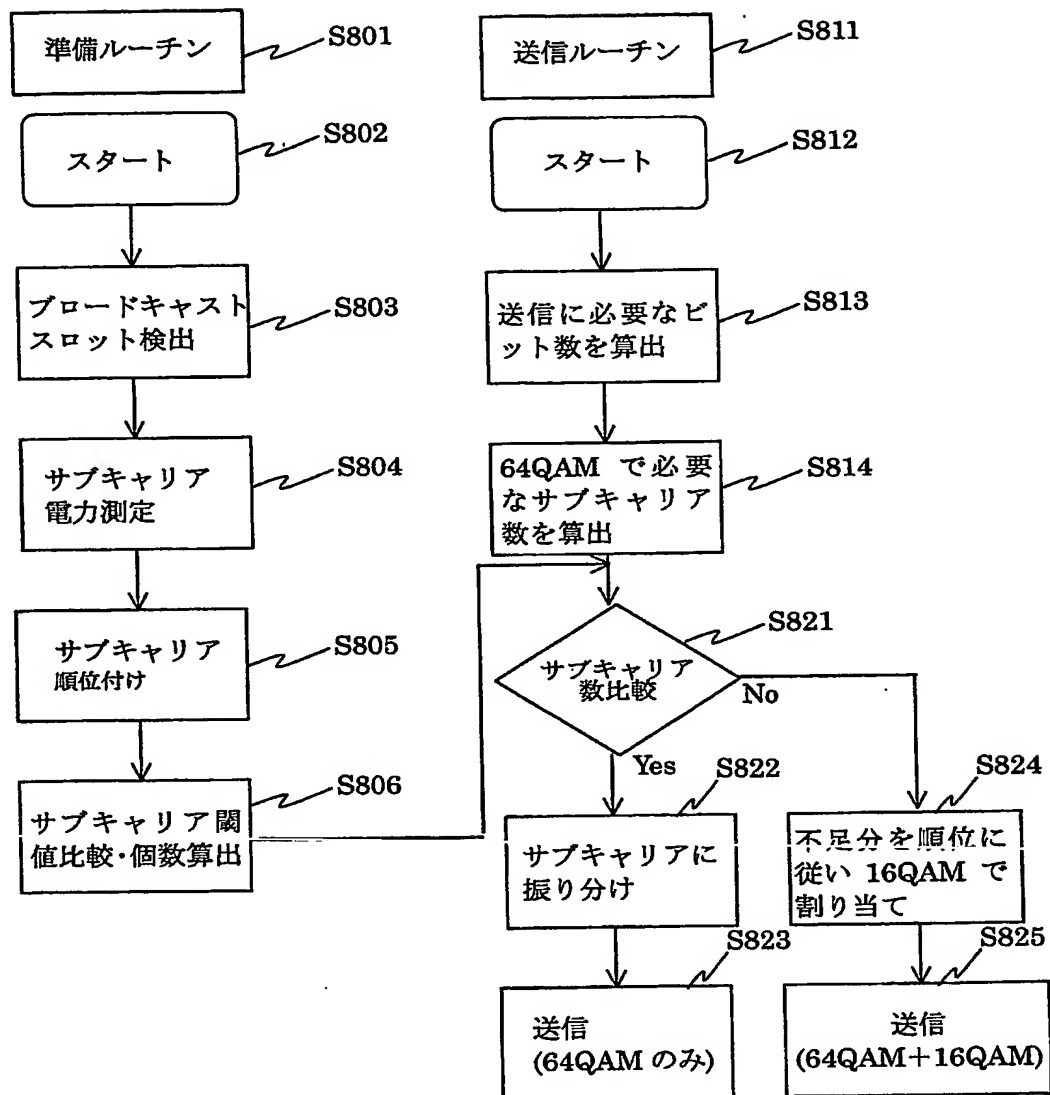 準備ルーチン
S801
スタート
S802
ブロードキャスト
スロット検出
S803
サブキャリア
電力測定
S804
サブキャリア
順位付け
S805
サブキャリア閾
値比較・個数算出
S806
送信ルーチン
S811
スタート
S812
送信に必要なビ
ット数を算出
S813
64QAM で必要
なサブキャリア
数を算出
S814
サブキャリア
数比較
S821
Yes
No
サブキャリアに
振り分け
S822
送信
(64QAM のみ)
S823
不足分を順位に
従い 16QAM で
割り当て
S824
送信
(64QAM+16QAM)
S825